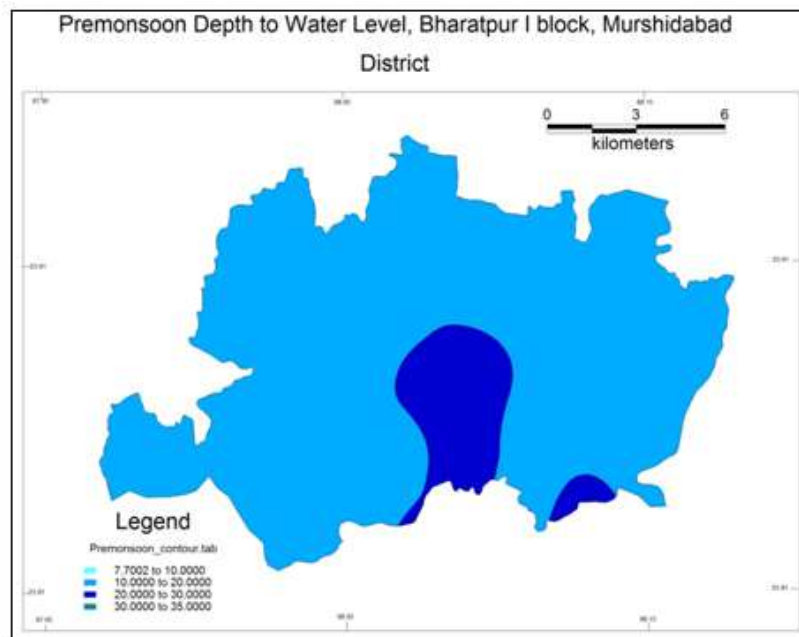 Premonsoon Depth to Water Level, Bharatpur I block, Murshidabad
District
0 3 6
kilometers
Legend
Premonsoon_contour.tab
7.7002 to 10.0000
10.0000 to 20.0000
20.0000 to 30.0000
30.0000 to 35.0000